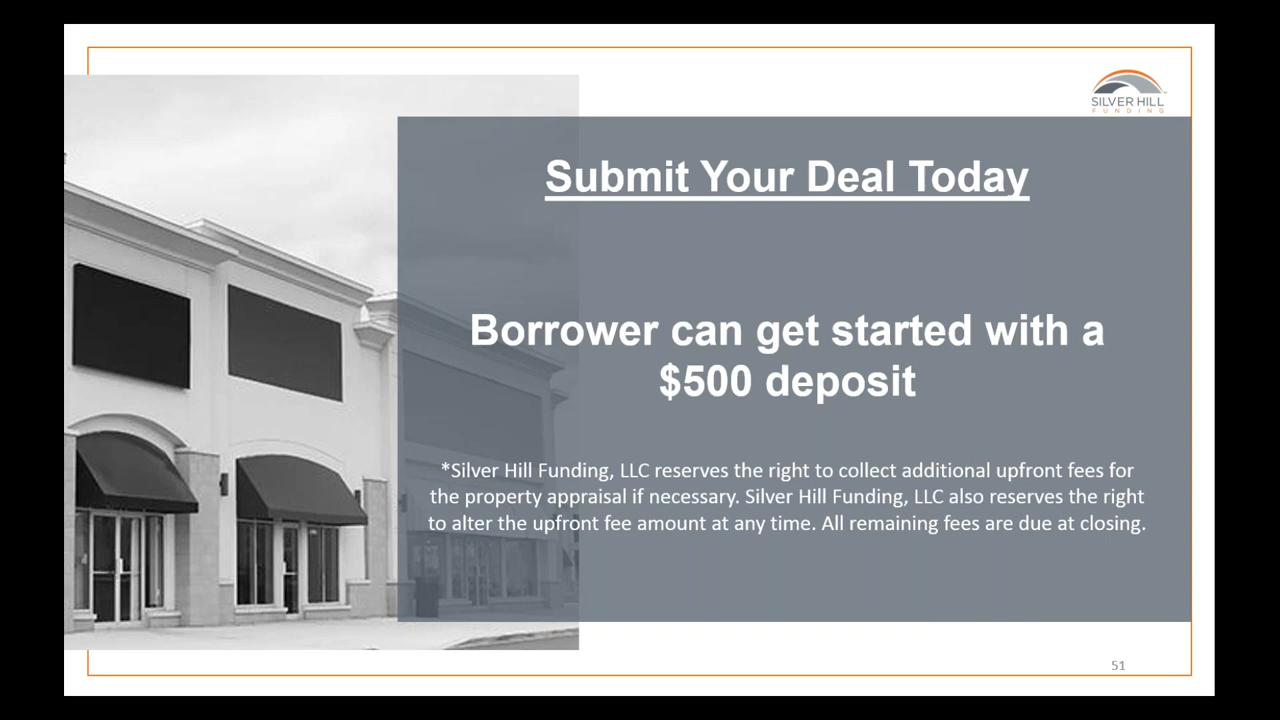 SILVER HILL
FUNDING
Submit Your Deal Today
Borrower can get started with a
$500 deposit
*Silver Hill Funding, LLC reserves the right to collect additional upfront fees for
the property appraisal if necessary. Silver Hill Funding, LLC also reserves the right
to alter the upfront fee amount at any time. All remaining fees are due at closing.
51